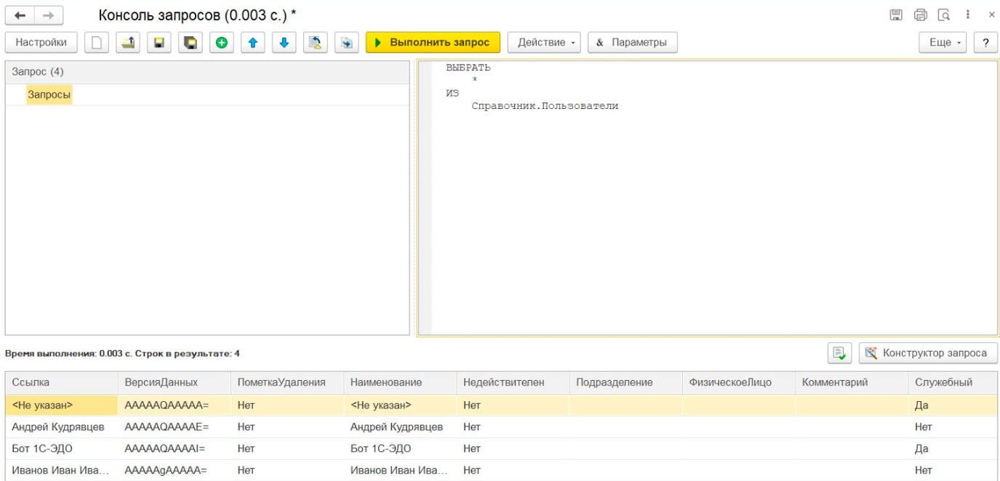 Консоль запросов (0.003 с.) *
Настройки Выполнить запрос Действие & Параметры Еще ?
Запрос (4)
Запросы
ВЫБРАТЬ
*
ИЗ
Справочник.Пользователи
Время выполнения: 0.003 с. Строк в результате: 4 Конструктор запроса
Ссылка ВерсияДанных ПометкаУдаления Наименование Недействителен Подразделение ФизическоеЛицо Комментарий Служебный
<Не указан> AAAAAQAAAAA= Нет <Не указан> Нет Да
Андрей Кудрявцев AAAAAQAAAAE= Нет Андрей Кудрявцев Нет Нет
Бот 1С-ЭДО AAAAAQAAAAI= Нет Бот 1С-ЭДО Нет Да
Иванов Иван Ива... AAAAAgAAAAA= Нет Иванов Иван Ива... Нет Нет